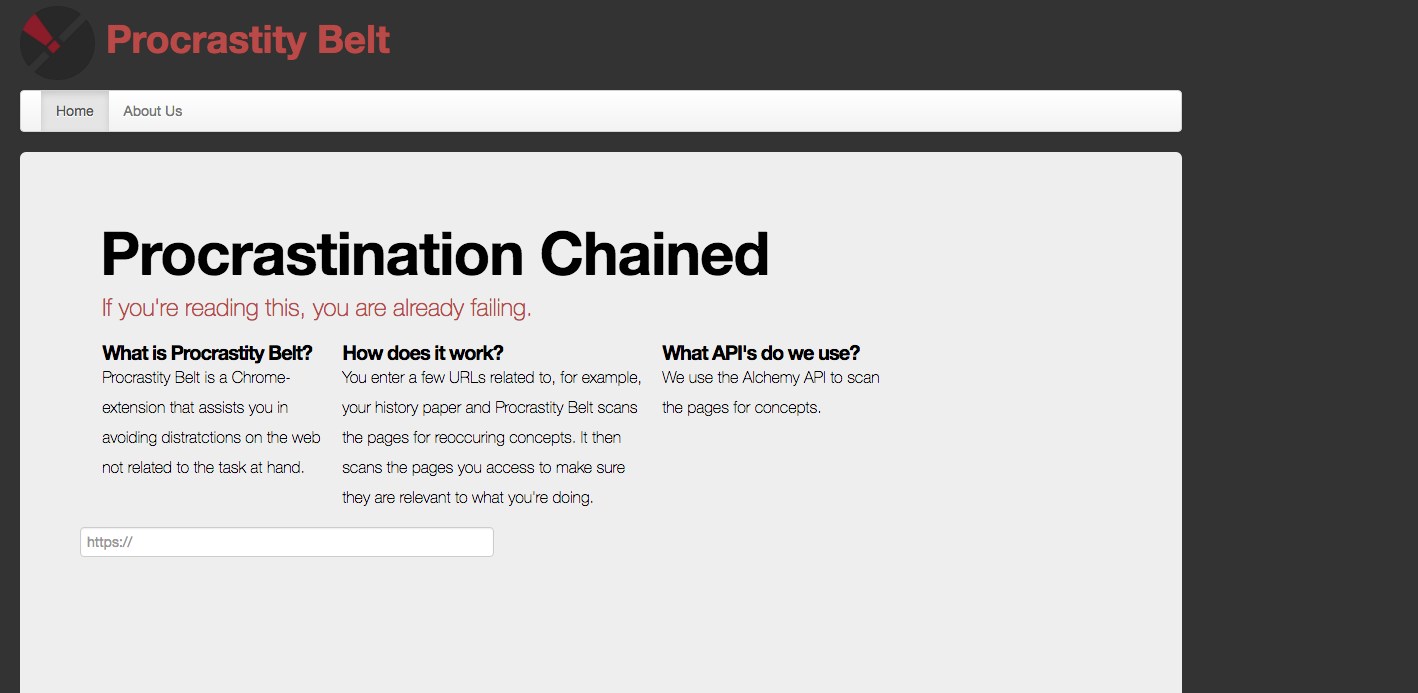 Procrastity Belt
Home About Us
Procrastination Chained
If you're reading this, you are already failing.
What is Procrastity Belt?
Procrastity Belt is a Chrome-
extension that assists you in
avoiding distratctions on the web
not related to the task at hand.
How does it work?
You enter a few URLs related to, for example,
your history paper and Procrastity Belt scans
the pages for reoccuring concepts. It then
scans the pages you access to make sure
they are relevant to what you're doing.
What API's do we use?
We use the Alchemy API to scan
the pages for concepts.
https://